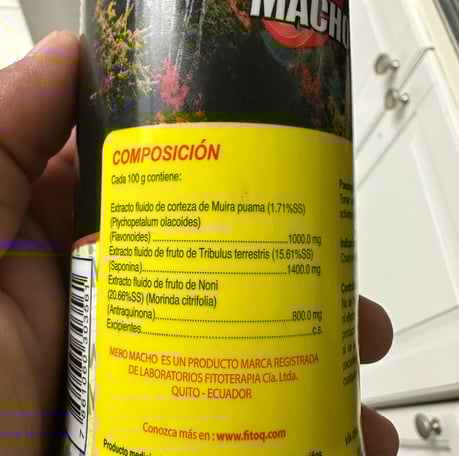 MACHO
COMPOSICIÓN
Cada 100 g contiene:
Extracto fluido de corteza de Muira puama (1.71%SS)
(Ptychopetalum olacoides)
(Flavonoides)........................................1000.0 mg
Extracto fluido de fruto de Tribulus terrestris (15.61%SS)
(Saponina)............................................1400.0 mg
Extracto fluido de fruto de Noni
(20.66%SS) (Morinda citrifolia)
(Antraquinona)........................................800.0 mg
Excipientes................................................c.s.
MERO MACHO ES UN PRODUCTO MARCA REGISTRADA
DE LABORATORIOS FITOTERAPIA Cía. Ltda.
QUITO - ECUADOR
Conozca más en : www.fitoq.com